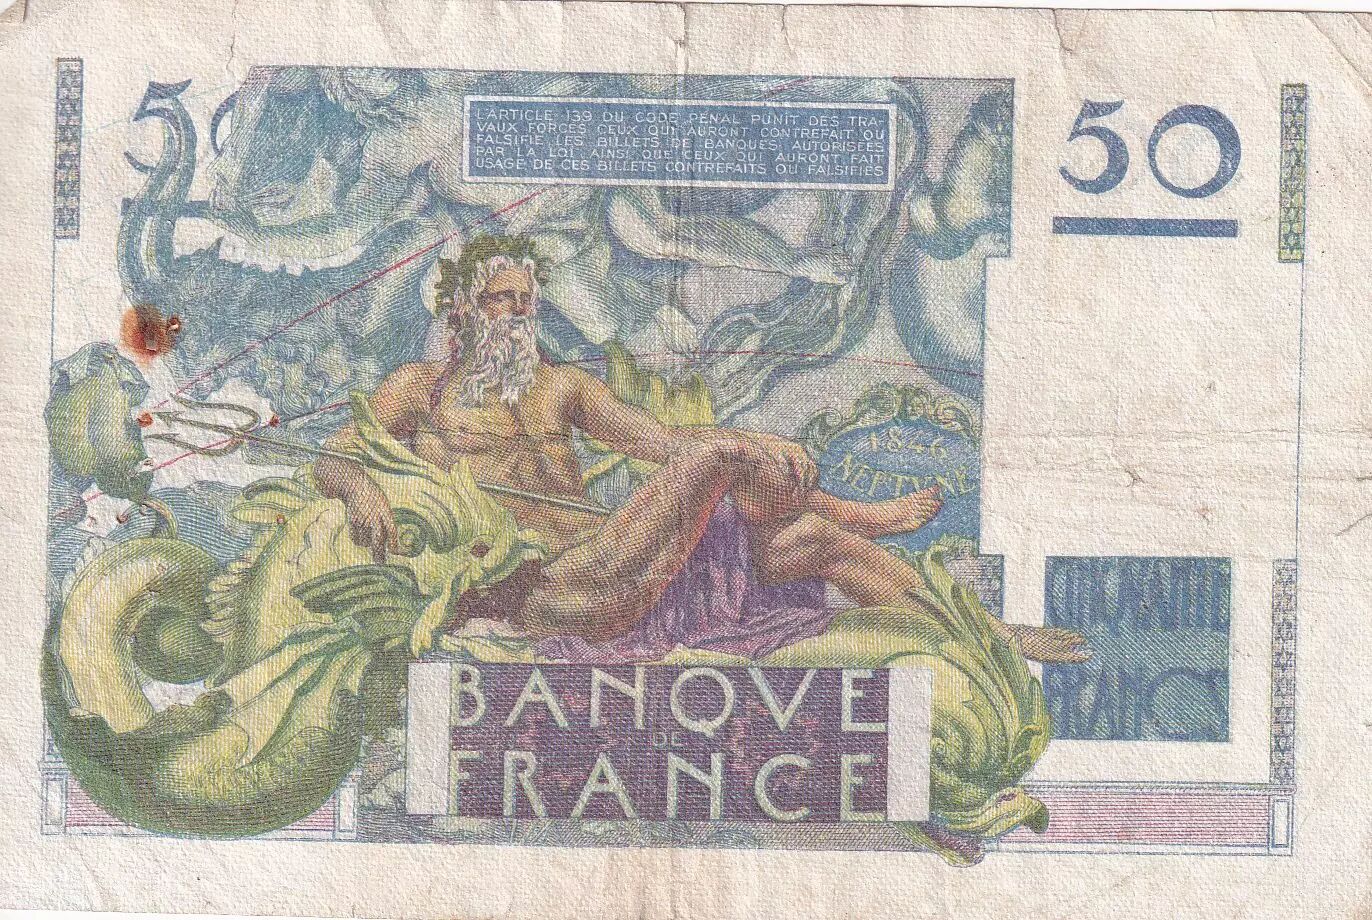 50
L'ARTICLE 139 DU CODE PENAL PUNIT DES TRA-
VAUX FORCES CEUX QUI AURONT CONTREFAIT OU
FALSIFIE LES BILLETS DE BANQUES AUTORISEES
PAR LA LOI, AINSI QUE CEUX QUI AURONT FAIT
USAGE DE CES BILLETS CONTREFAITS OU FALSIFIES
50
1846
NEPTVNE
CINQUANTE
FRANCS
BANQVE
DE
FRANCE